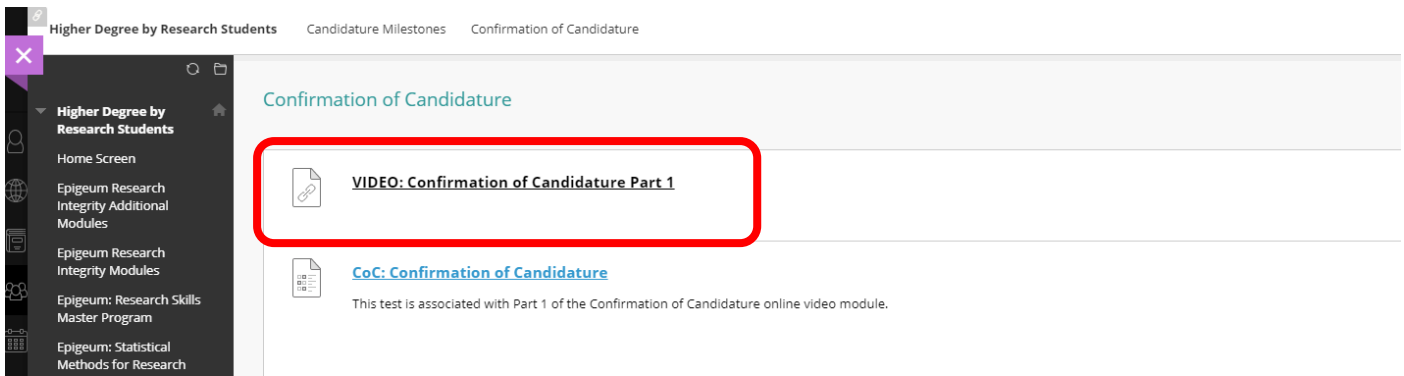 Higher Degree by Research Students Candidature Milestones Confirmation of Candidature
Higher Degree by
Research Students
Home Screen
Epigeum Research
Integrity Additional
Modules
Epigeum Research
Integrity Modules
Epigeum: Research Skills
Master Program
Epigeum: Statistical
Methods for Research
Confirmation of Candidature
VIDEO: Confirmation of Candidature Part 1
CoC: Confirmation of Candidature
This test is associated with Part 1 of the Confirmation of Candidature online video module.